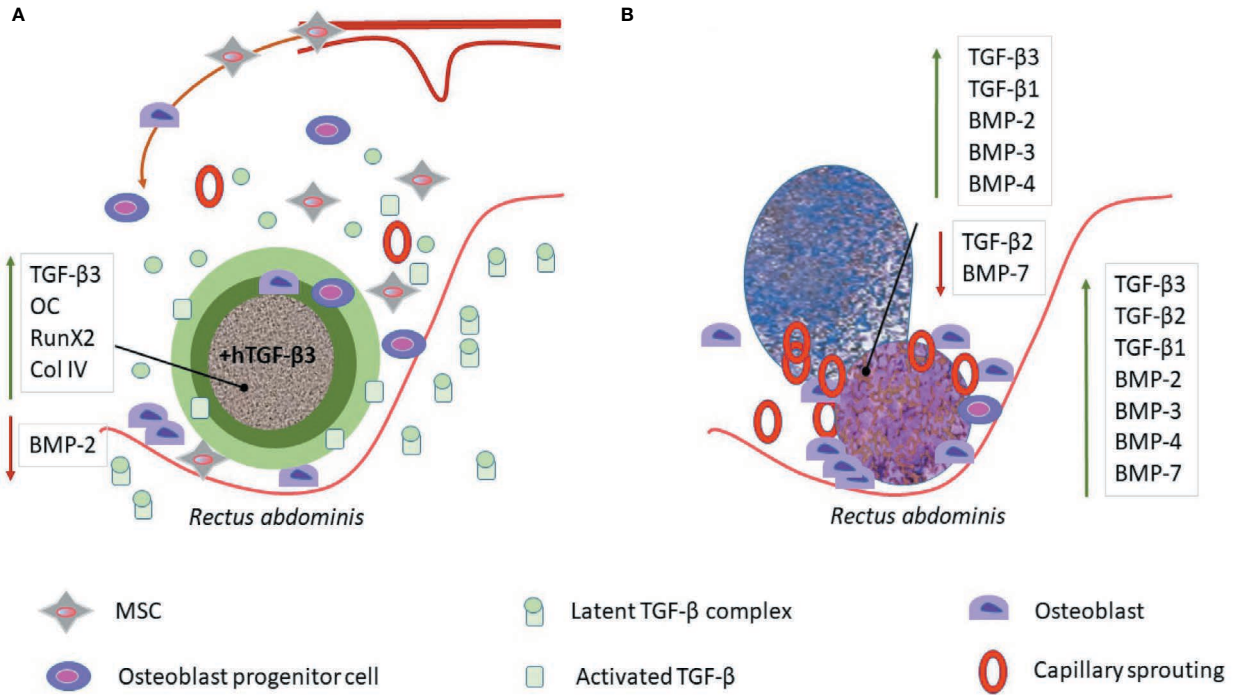 A
TGF-β3
OC
RunX2
Col IV
BMP-2
+hTGF-β3
Rectus abdominis
B
TGF-β3
TGF-β1
BMP-2
BMP-3
BMP-4
TGF-β2
BMP-7
TGF-β3
TGF-β2
TGF-β1
BMP-2
BMP-3
BMP-4
BMP-7
Rectus abdominis
MSC
Latent TGF-β complex
Osteoblast
Osteoblast progenitor cell
Activated TGF-β
Capillary sprouting